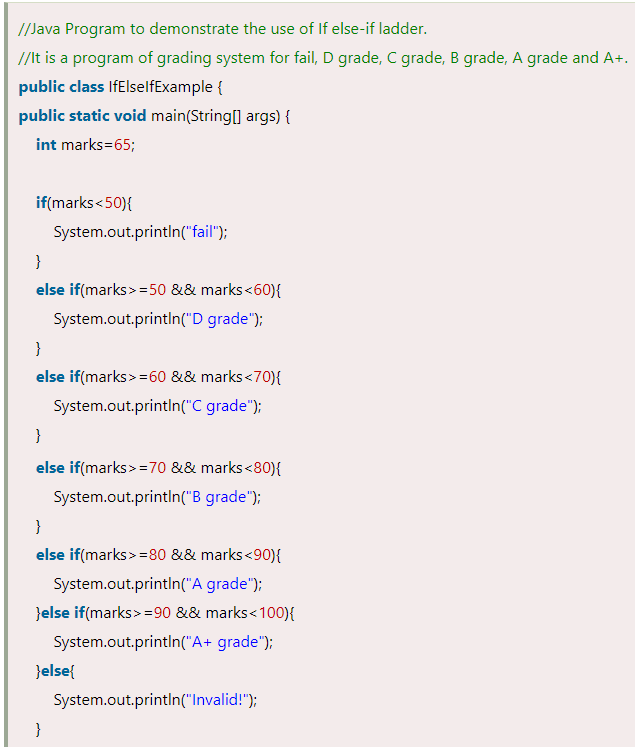 //Java Program to demonstrate the use of If else-if ladder.
//It is a program of grading system for fail, D grade, C grade, B grade, A grade and A+.
public class IfElseIfExample {
public static void main(String[] args) {
    int marks=65;

    if(marks<50){
        System.out.println("fail");
    }
    else if(marks>=50 && marks<60){
        System.out.println("D grade");
    }
    else if(marks>=60 && marks<70){
        System.out.println("C grade");
    }
    else if(marks>=70 && marks<80){
        System.out.println("B grade");
    }
    else if(marks>=80 && marks<90){
        System.out.println("A grade");
    }else if(marks>=90 && marks<100){
        System.out.println("A+ grade");
    }else{
        System.out.println("Invalid!");
    }